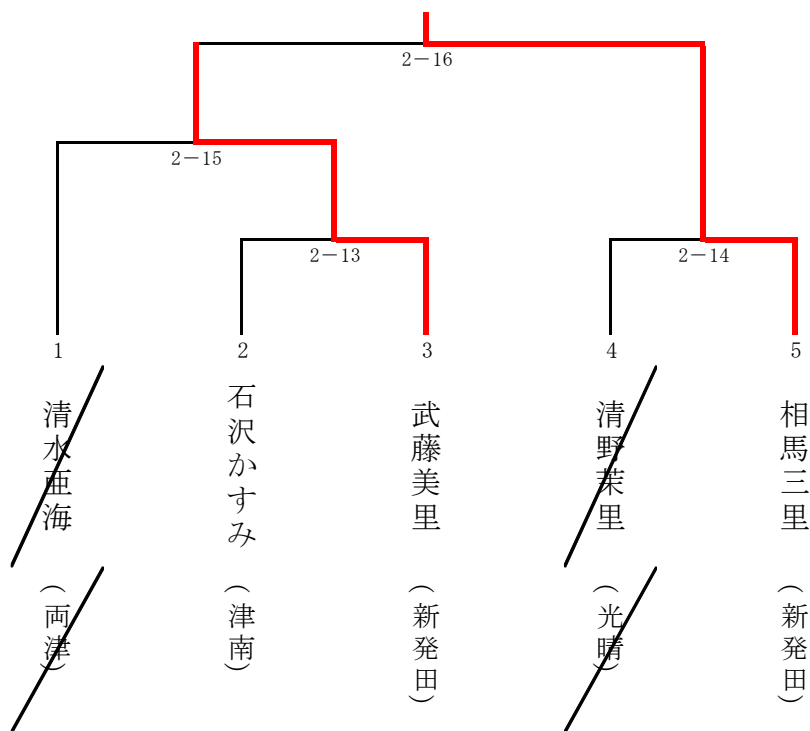 2－16
2－15
2－13
2－14
1
2
3
4
5
清水亜海（両津）
石沢かすみ（津南）
武藤美里（新発田）
清野茉里（光晴）
相馬三里（新発田）